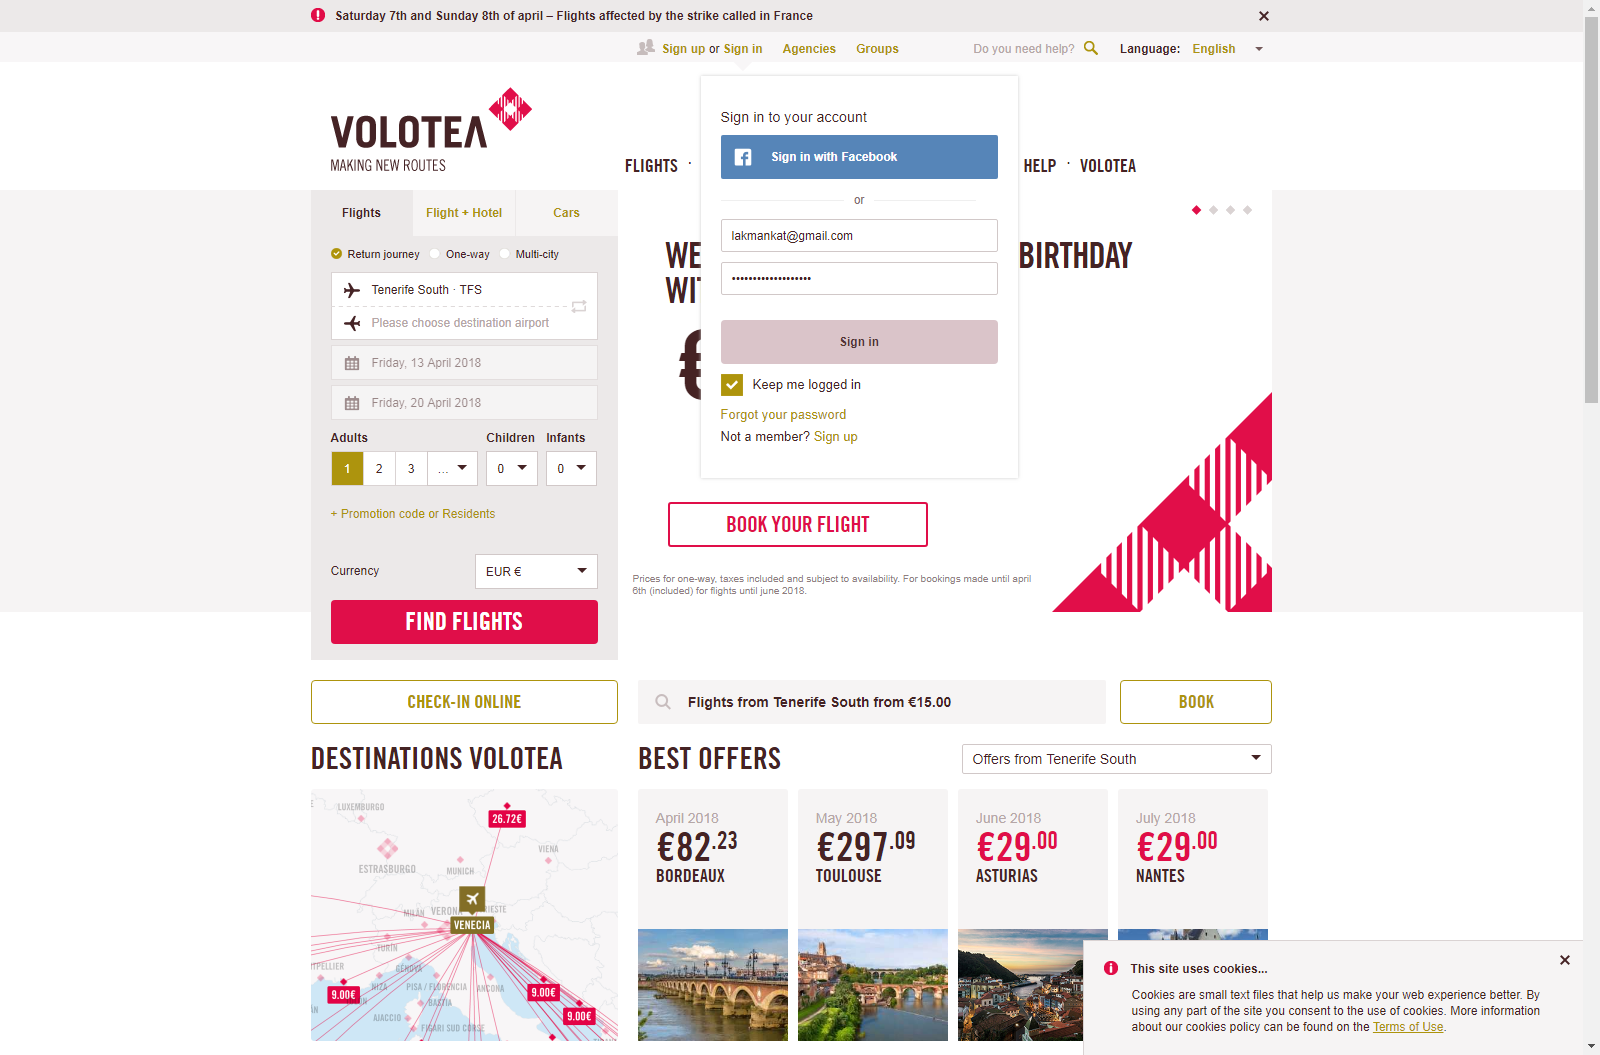 Saturday 7th and Sunday 8th of april – Flights affected by the strike called in France
Sign up or Sign in
Agencies
Groups
Do you need help?
Language: English
VOLOTEA
MAKING NEW ROUTES
FLIGHTS ·
HELP · VOLOTEA
Sign in to your account
Sign in with Facebook
or
lakmankat@gmail.com
Sign in
Keep me logged in
Forgot your password
Not a member? Sign up
Flights
Flight + Hotel
Cars
Return journey
One-way
Multi-city
Tenerife South · TFS
Please choose destination airport
Friday, 13 April 2018
Friday, 20 April 2018
Adults
Children
Infants
1
2
3
...
0
0
+ Promotion code or Residents
Currency
EUR €
FIND FLIGHTS
WE
BIRTHDAY
WI
€
BOOK YOUR FLIGHT
Prices for one-way, taxes included and subject to availability. For bookings made until april
6th (included) for flights until june 2018.
CHECK-IN ONLINE
Flights from Tenerife South from €15.00
BOOK
DESTINATIONS VOLOTEA
BEST OFFERS
Offers from Tenerife South
LUXEMBURGO
26.72€
ESTRASBURGO
MUNICH
VIENA
MILÁN
VERONA
RIESTE
VENECIA
TURÍN
TPELLIER
GÉNOVA
NIZA
PISA / FLORENCIA
ANCONA
9.00€
9.00€
BASTIA
AJACCIO
9.00€
FIGARI SUD CORSE
April 2018
€82.23
BORDEAUX
May 2018
€297.09
TOULOUSE
June 2018
€29.00
ASTURIAS
July 2018
€29.00
NANTES
This site uses cookies...
Cookies are small text files that help us make your web experience better. By
using any part of the site you consent to the use of cookies. More information
about our cookies policy can be found on the Terms of Use.